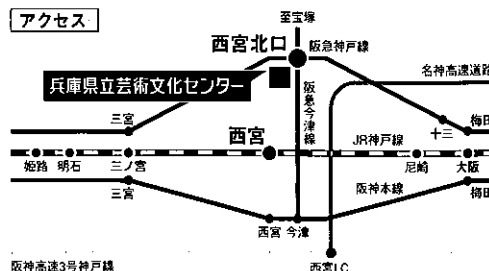 アクセス
至宝塚
西宮北口
阪急神戸線
兵庫県立芸術文化センター
阪急今津線
名神高速道路
三宮
十三
梅田
西宮
JR神戸線
姫路
明石
三ノ宮
尼崎
大阪
三宮
阪神本線
梅田
西宮
今津
阪神高速3号神戸線
西宮I.C